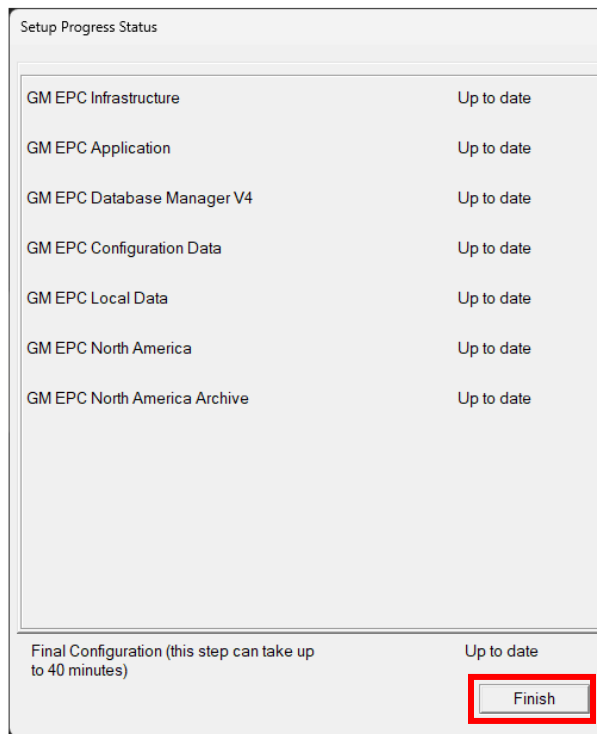 Setup Progress Status
GM EPC Infrastructure Up to date
GM EPC Application Up to date
GM EPC Database Manager V4 Up to date
GM EPC Configuration Data Up to date
GM EPC Local Data Up to date
GM EPC North America Up to date
GM EPC North America Archive Up to date
Final Configuration (this step can take up Up to date
to 40 minutes)
Finish